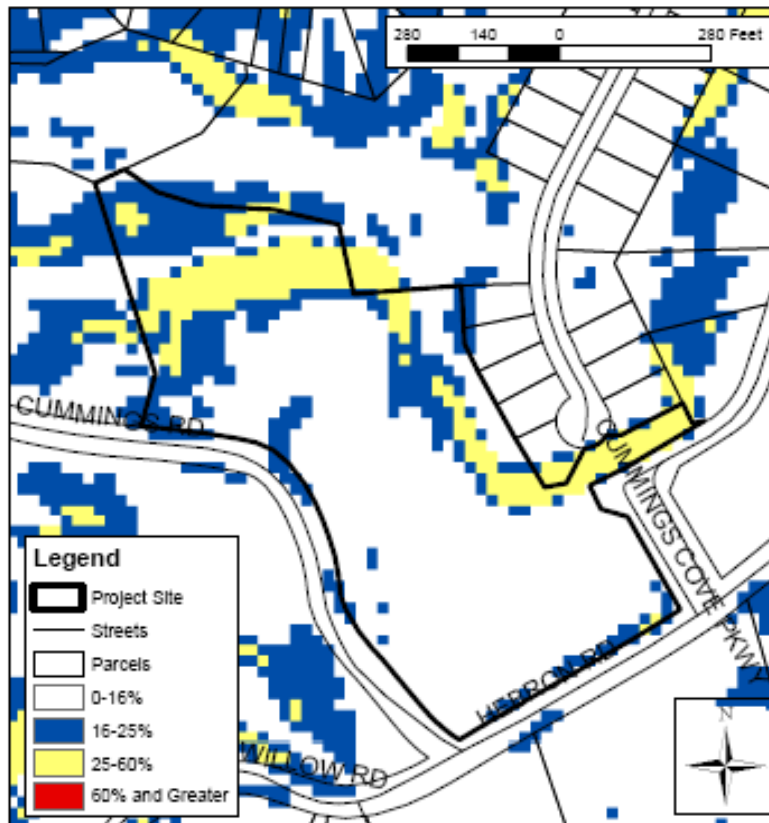 280 140 0 280 Feet
CUMMINGS RD
CUMMINGS COVE PKWY
HERRON RD
WILLOW RD
Legend
Project Site
Streets
Parcels
0-16%
16-25%
25-60%
60% and Greater
N